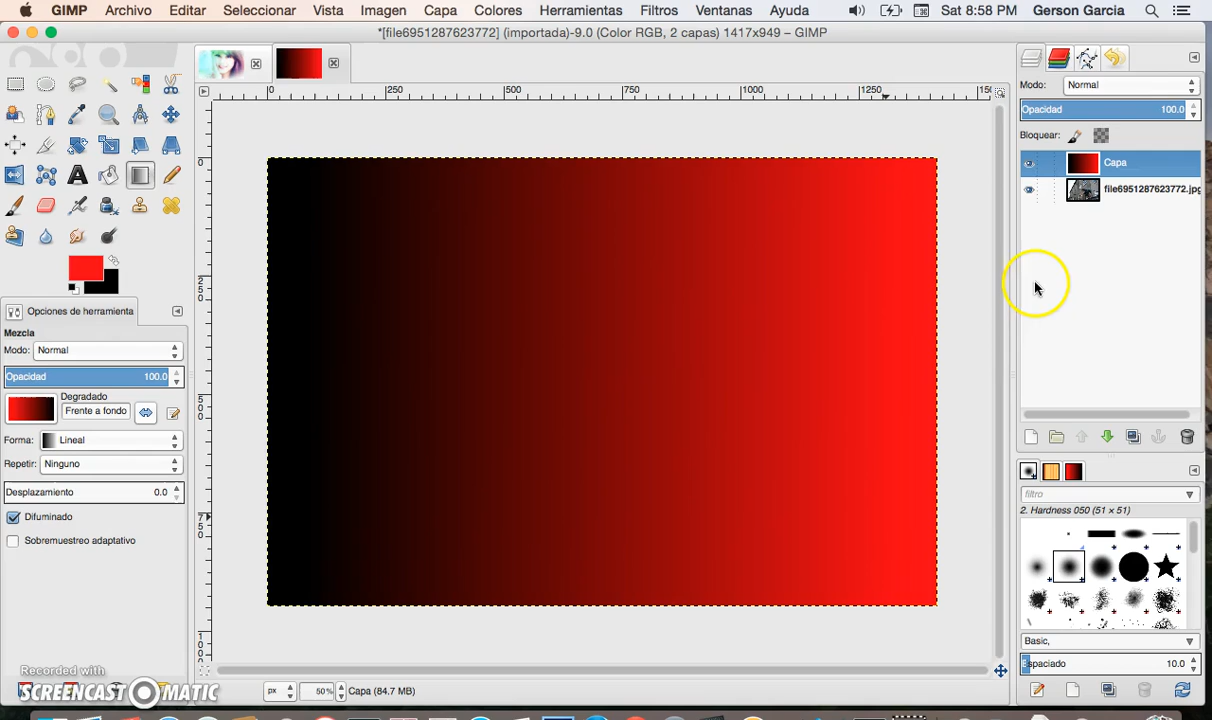 GIMP Archivo Editar Seleccionar Vista Imagen Capa Colores Herramientas Filtros Ventanas Ayuda Sat 8:58 PM Gerson Garcia
*[file6951287623772] (importada)-9.0 (Color RGB, 2 capas) 1417x949 – GIMP
0 250 500 750 1000 1250
0
250
500
750
Opciones de herramienta
Mezcla
Modo: Normal
Opacidad 100.0
Degradado
Frente a fondo
Forma: Lineal
Repetir: Ninguno
Desplazamiento 0.0
Difuminado
Sobremuestreo adaptativo
Recorded with
SCREENCAST MATIC
px 50% Capa (84.7 MB)
Modo: Normal
Opacidad 100.0
Bloquear:
Capa
file6951287623772.jpg
filtro
2. Hardness 050 (51 × 51)
Basic,
Espaciado 10.0